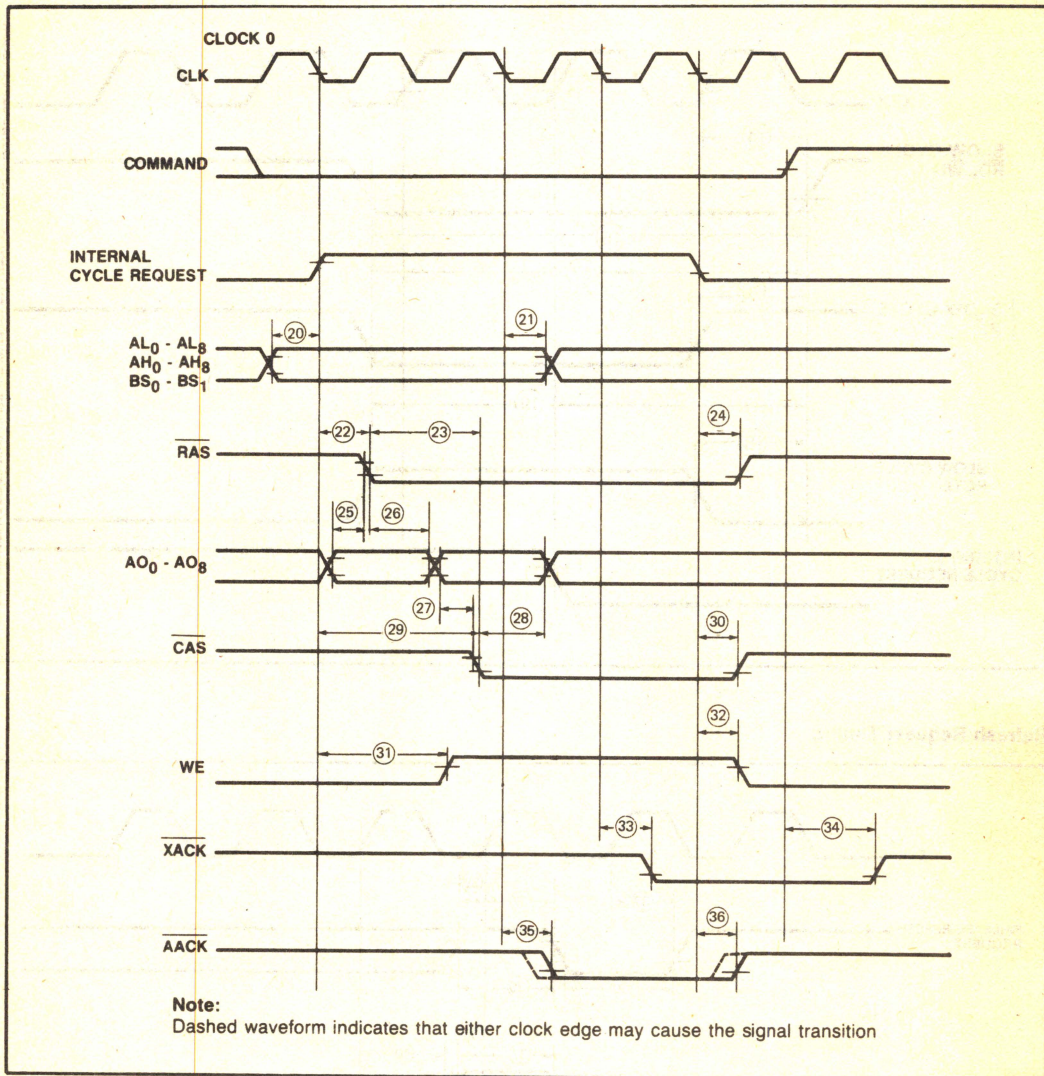 CLOCK 0
CLK
COMMAND
INTERNAL
CYCLE REQUEST
AL0 - AL8
AH0 - AH8
BS0 - BS1
20
21
22
23
24
RAS
25
26
AO0 - AO8
27
28
29
30
CAS
31
32
WE
33
34
XACK
35
36
AACK
Note:
Dashed waveform indicates that either clock edge may cause the signal transition